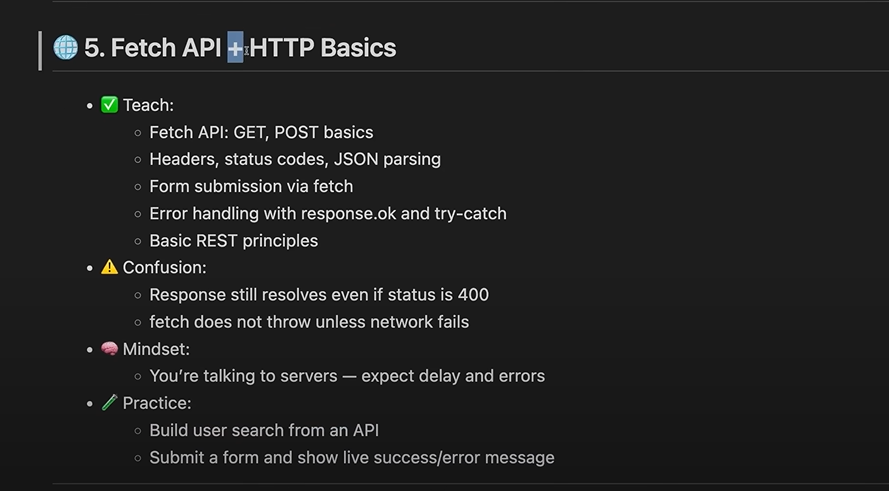 🌐 5. Fetch API + HTTP Basics
• ✅ Teach:
○ Fetch API: GET, POST basics
○ Headers, status codes, JSON parsing
○ Form submission via fetch
○ Error handling with response.ok and try-catch
○ Basic REST principles
• ⚠️ Confusion:
○ Response still resolves even if status is 400
○ fetch does not throw unless network fails
• 🧠 Mindset:
○ You’re talking to servers — expect delay and errors
• 🧪 Practice:
○ Build user search from an API
○ Submit a form and show live success/error message